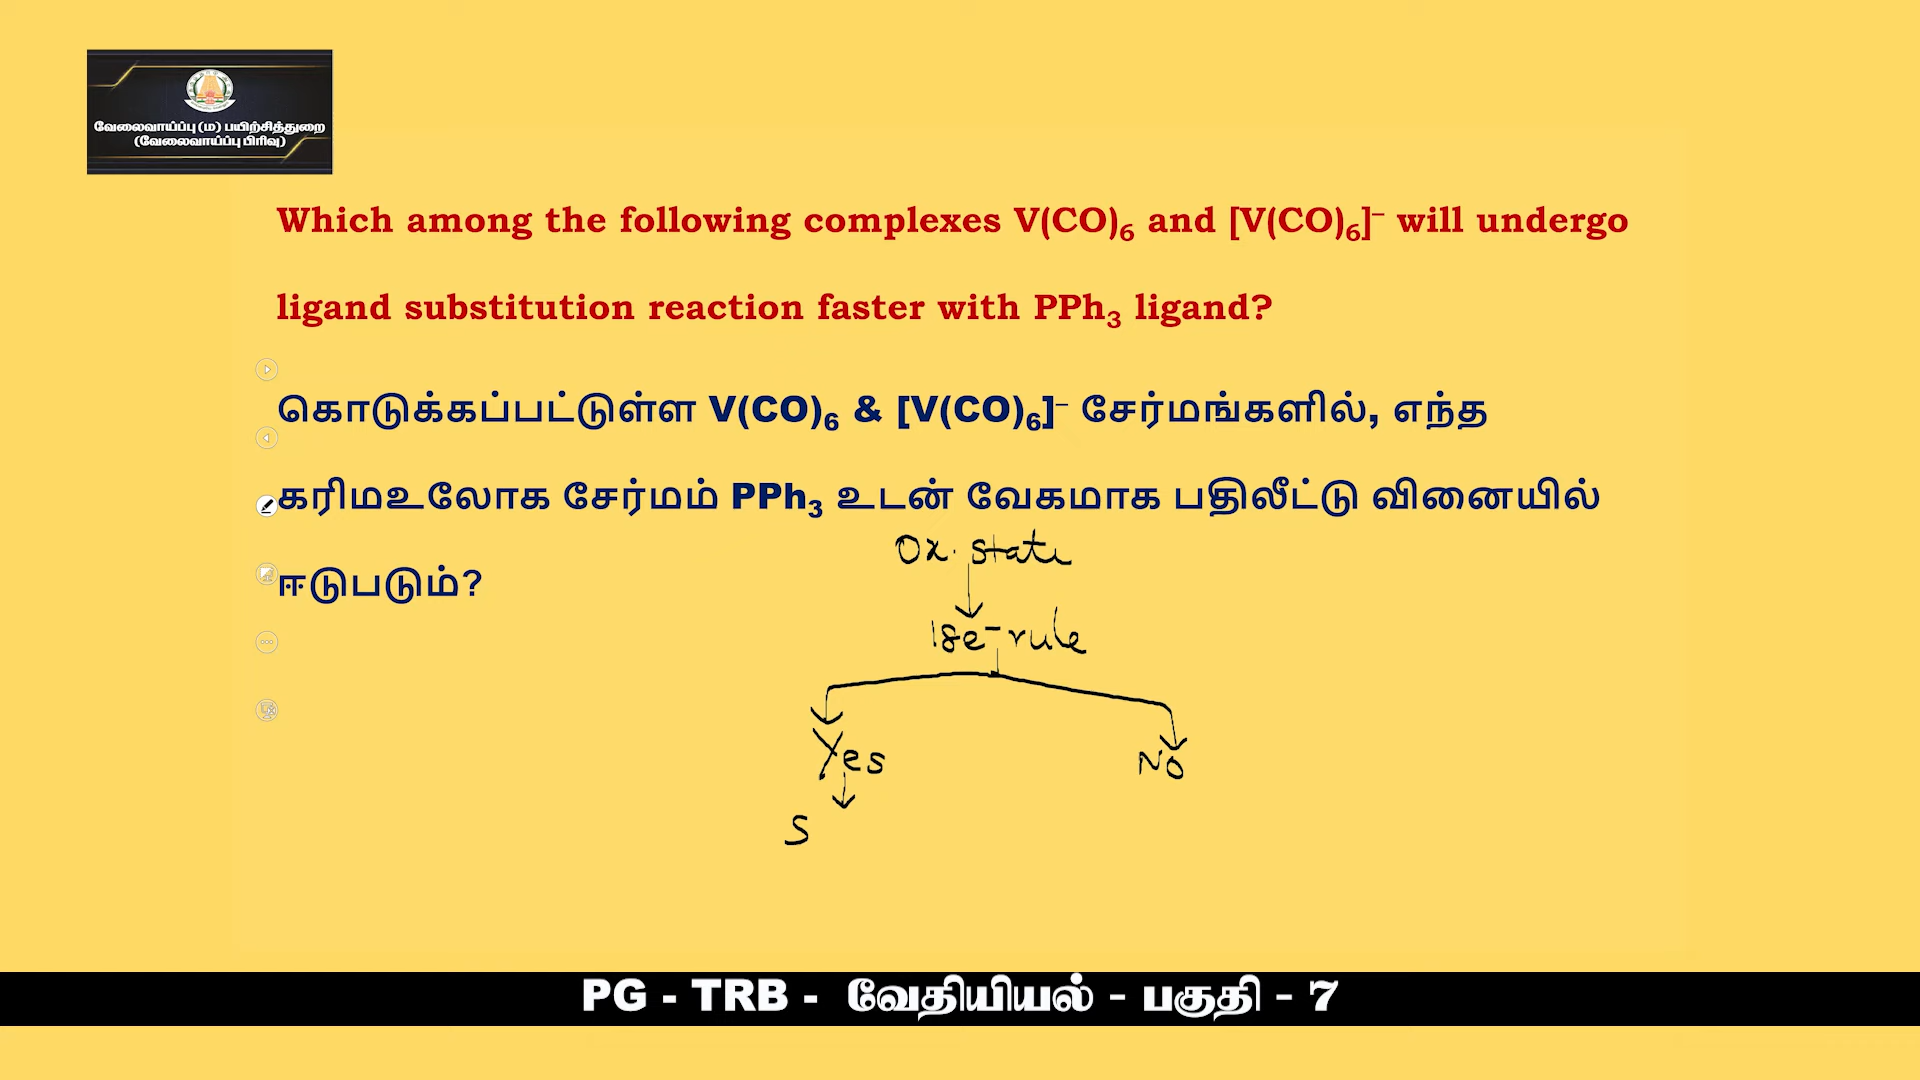 வேலைவாய்ப்பு (ம) பயிற்சித்துறை
(வேலைவாய்ப்பு பிரிவு)
Which among the following complexes V(CO)₆ and [V(CO)₆]⁻ will undergo
ligand substitution reaction faster with PPh₃ ligand?
கொடுக்கப்பட்டுள்ள V(CO)₆ & [V(CO)₆]⁻ சேர்மங்களில், எந்த
கரிமஉலோக சேர்மம் PPh₃ உடன் வேகமாக பதிலீட்டு வினையில்
ஈடுபடும்?
Ox. state
18e⁻ rule
Yes
No
S
PG - TRB - வேதியியல் - பகுதி - 7